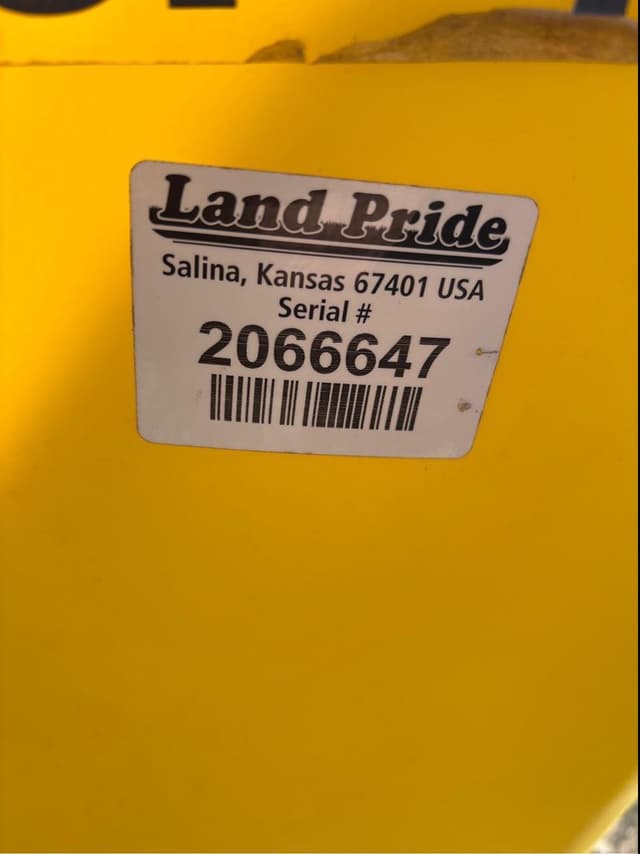 Land Pride
Salina, Kansas 67401 USA
Serial #
2066647